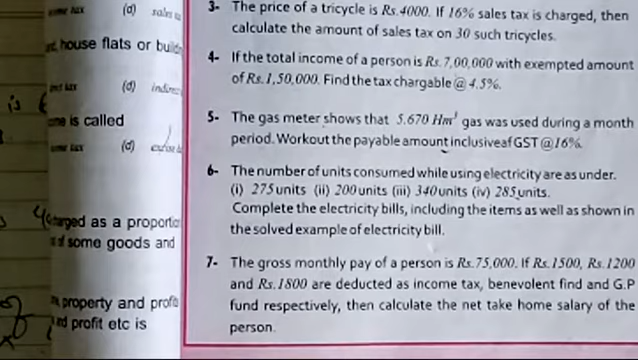 (d) sales
3- The price of a tricycle is Rs.4000. If 16% sales tax is charged, then
calculate the amount of sales tax on 30 such tricycles.
house flats or
4- If the total income of a person is Rs.7,00,000 with exempted amount
of Rs.1,50,000. Find the tax chargable @ 4.5%.
(d)
is called
5- The gas meter shows that 5.670 Hm³ gas was used during a month
period. Workout the payable amount inclusiveaf GST @16%.
(d)
6- The number of units consumed while using electricity are as under.
(i) 275 units (ii) 200 units (iii) 340 units (iv) 285 units.
Complete the electricity bills, including the items as well as shown in
the solved example of electricity bill.
charged as a
some goods and
7- The gross monthly pay of a person is Rs.75,000. If Rs.1500, Rs.1200
and Rs.1800 are deducted as income tax, benevolent find and G.P
fund respectively, then calculate the net take home salary of the
person.
property and
profit etc is